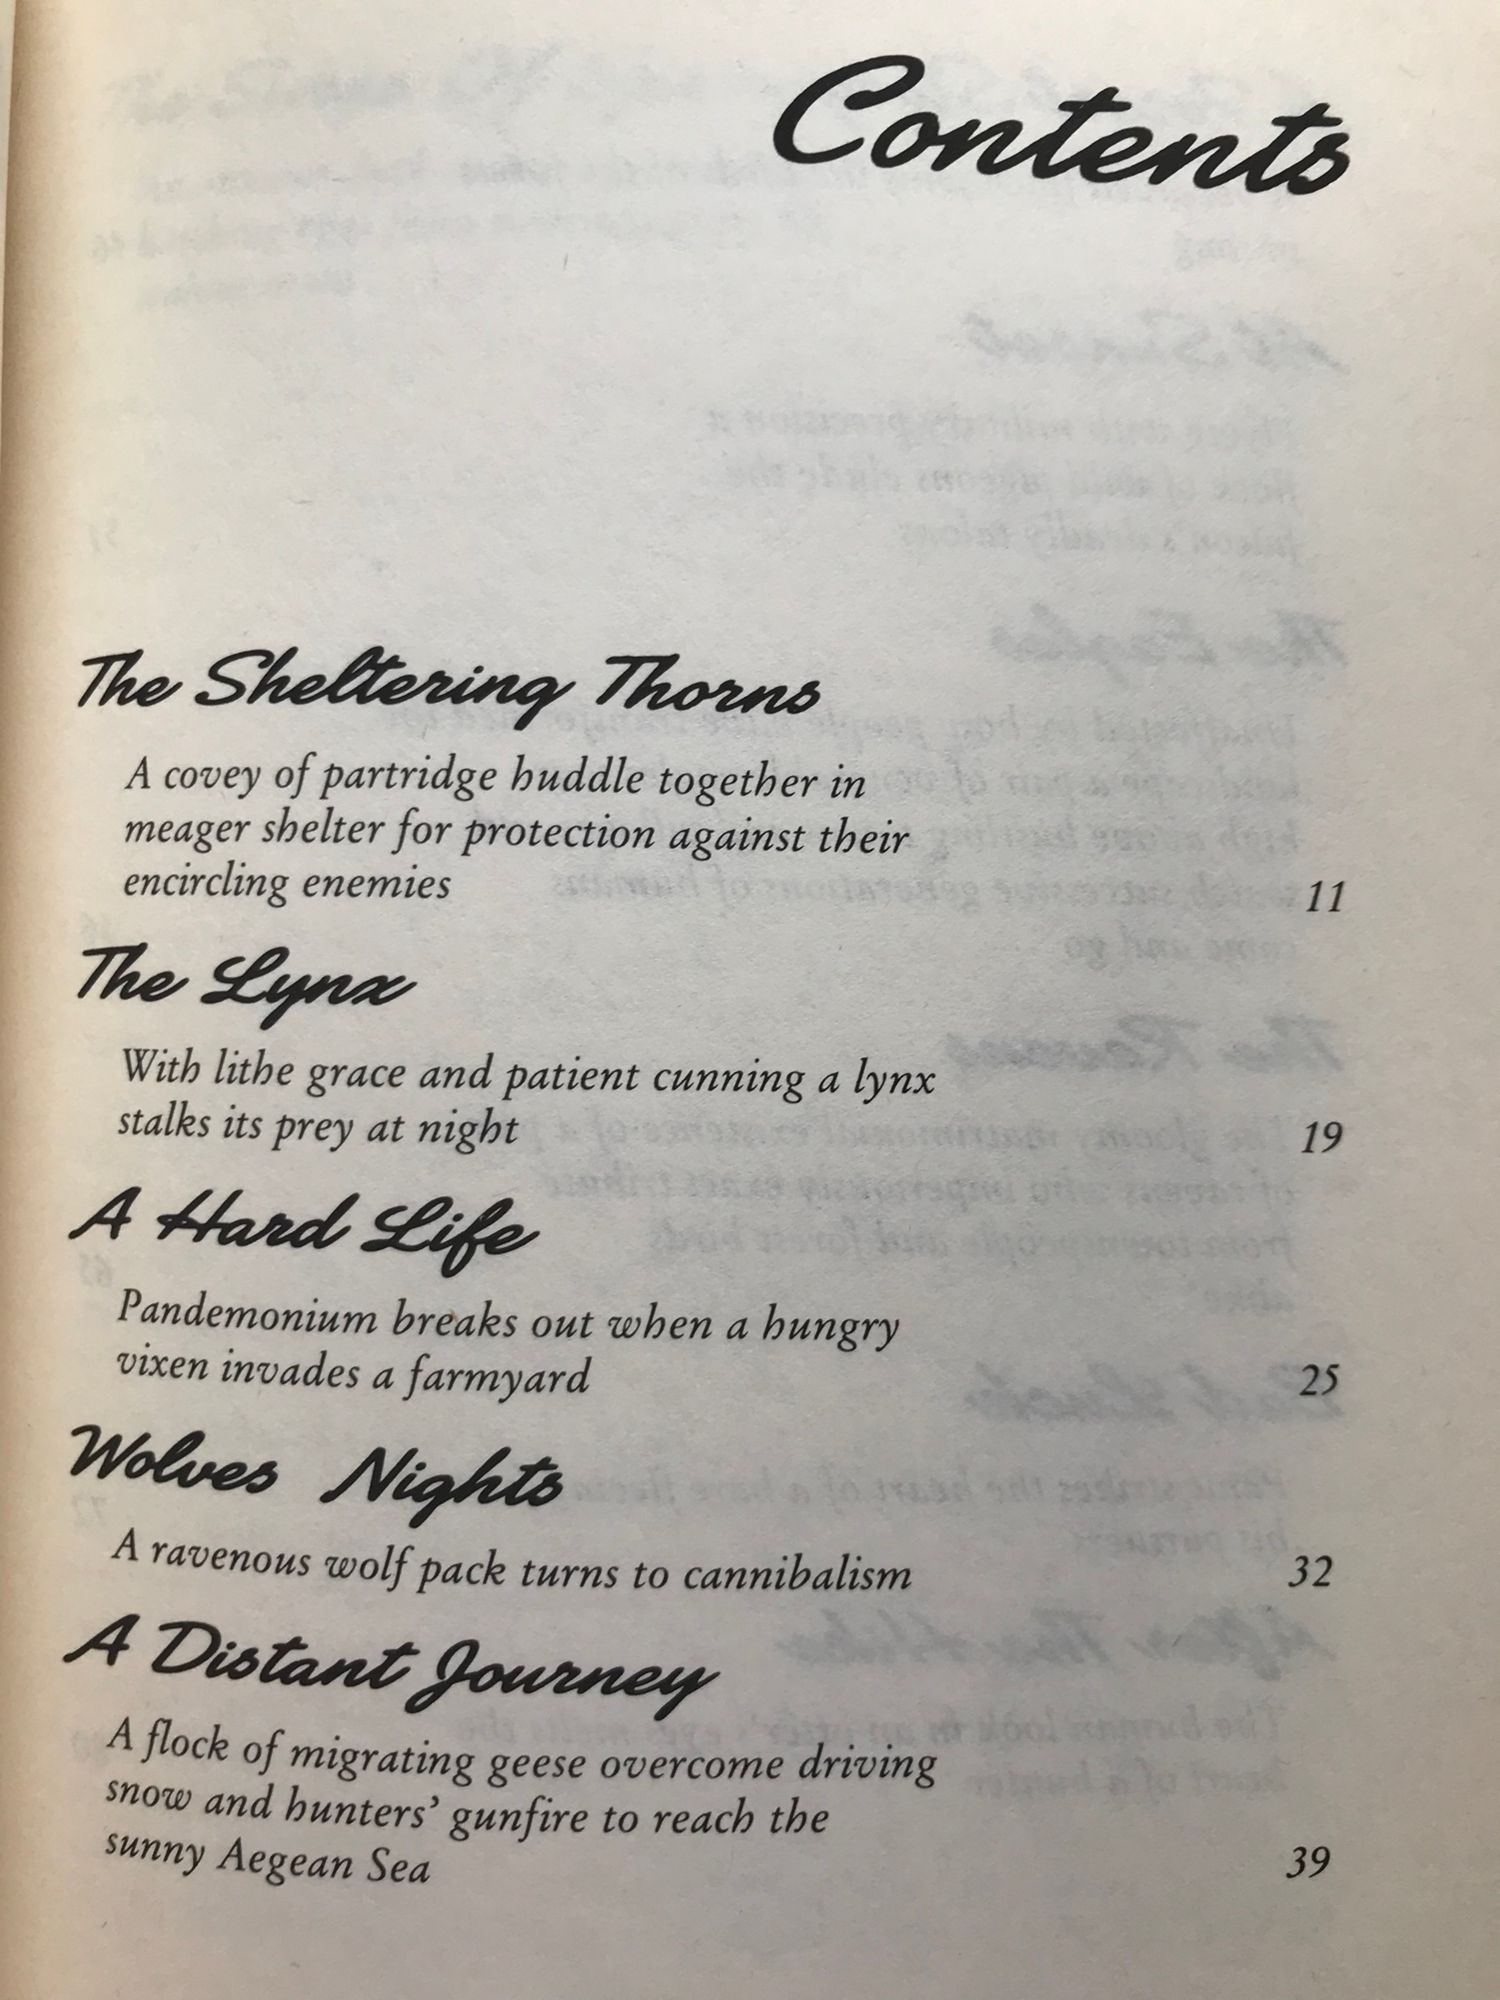 Contents
The Sheltering Thorns
A covey of partridge huddle together in
meager shelter for protection against their
encircling enemies 11
The Lynx
With lithe grace and patient cunning a lynx
stalks its prey at night 19
A Hard Life
Pandemonium breaks out when a hungry
vixen invades a farmyard 25
Wolves Nights
A ravenous wolf pack turns to cannibalism 32
A Distant Journey
A flock of migrating geese overcome driving
snow and hunters' gunfire to reach the
sunny Aegean Sea 39